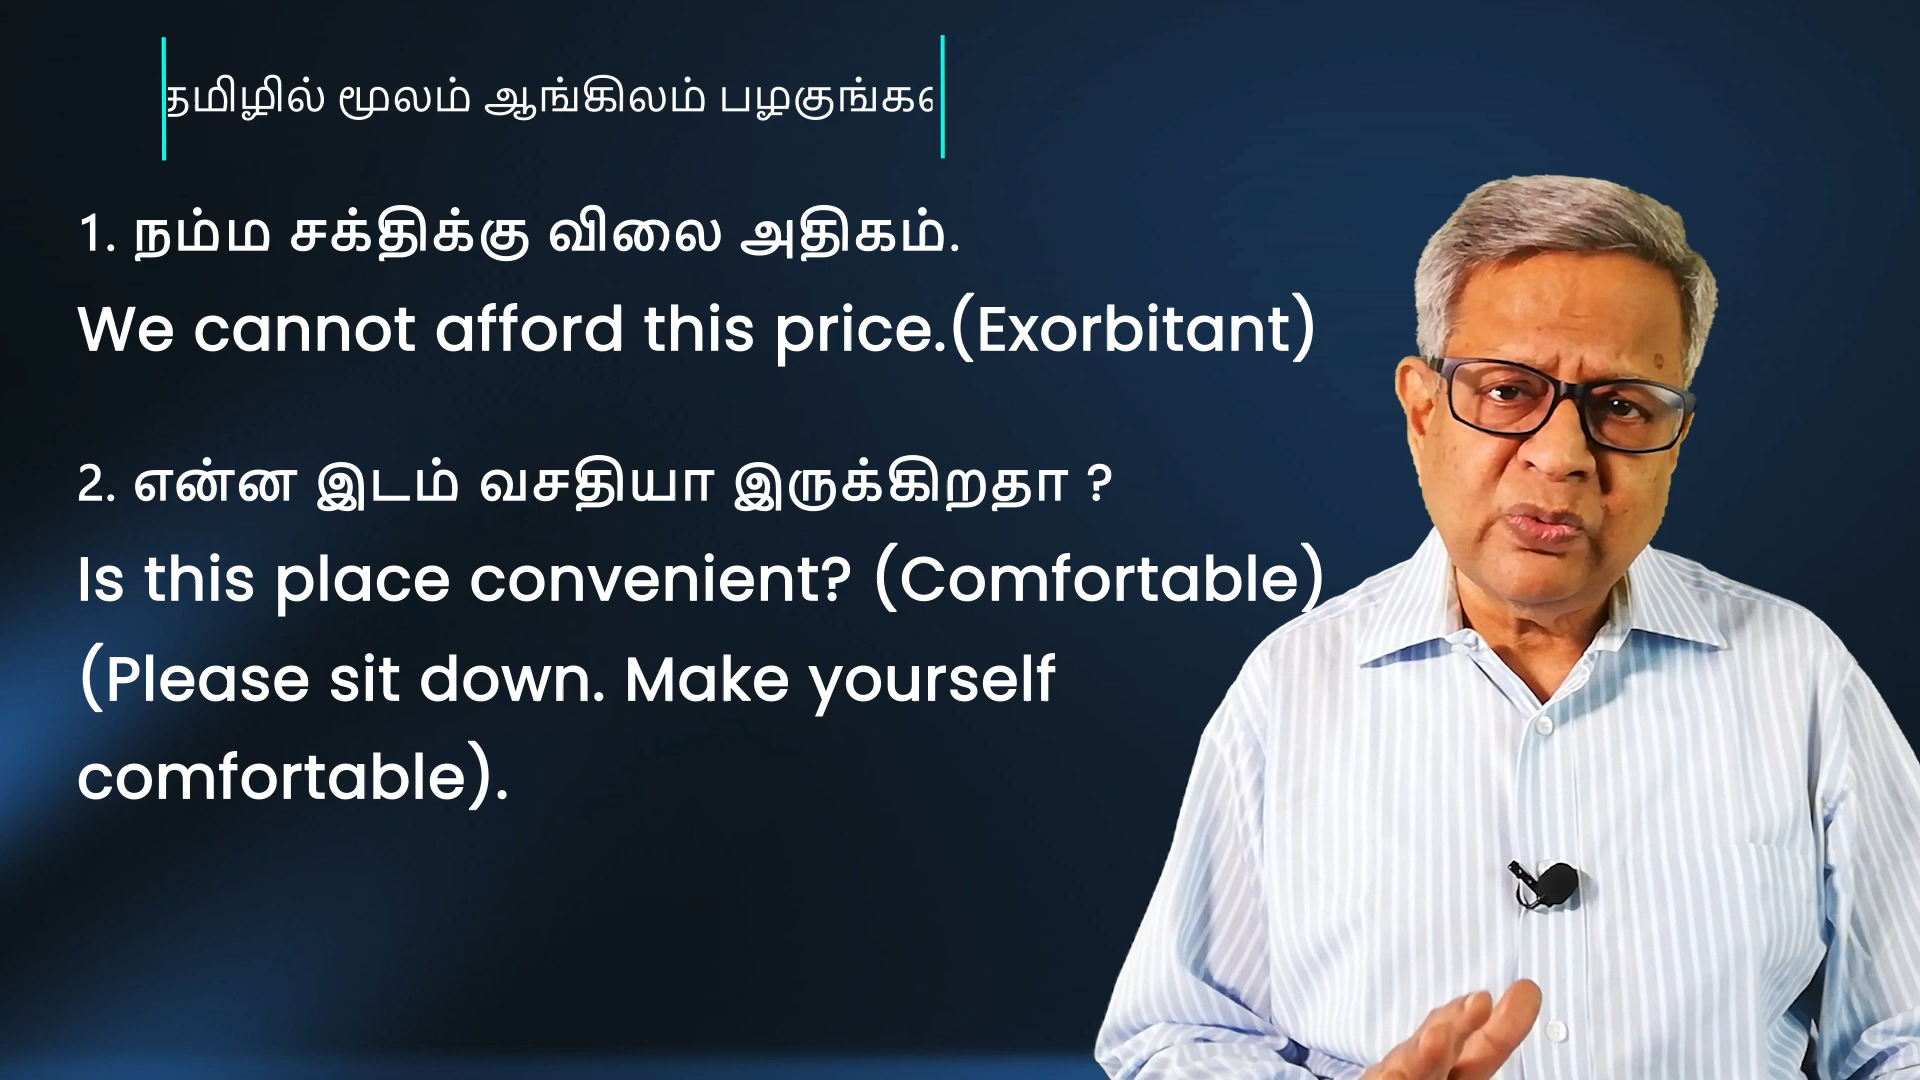 தமிழில் மூலம் ஆங்கிலம்
1. நம்ம சக்திக்கு விலை அதிகம்.
We cannot afford this price.(Exorbitant)
2. என்ன இடம் வசதியா இருக்கிறதா ?
Is this place convenient? (Comfortable)
(Please sit down. Make yourself
comfortable).